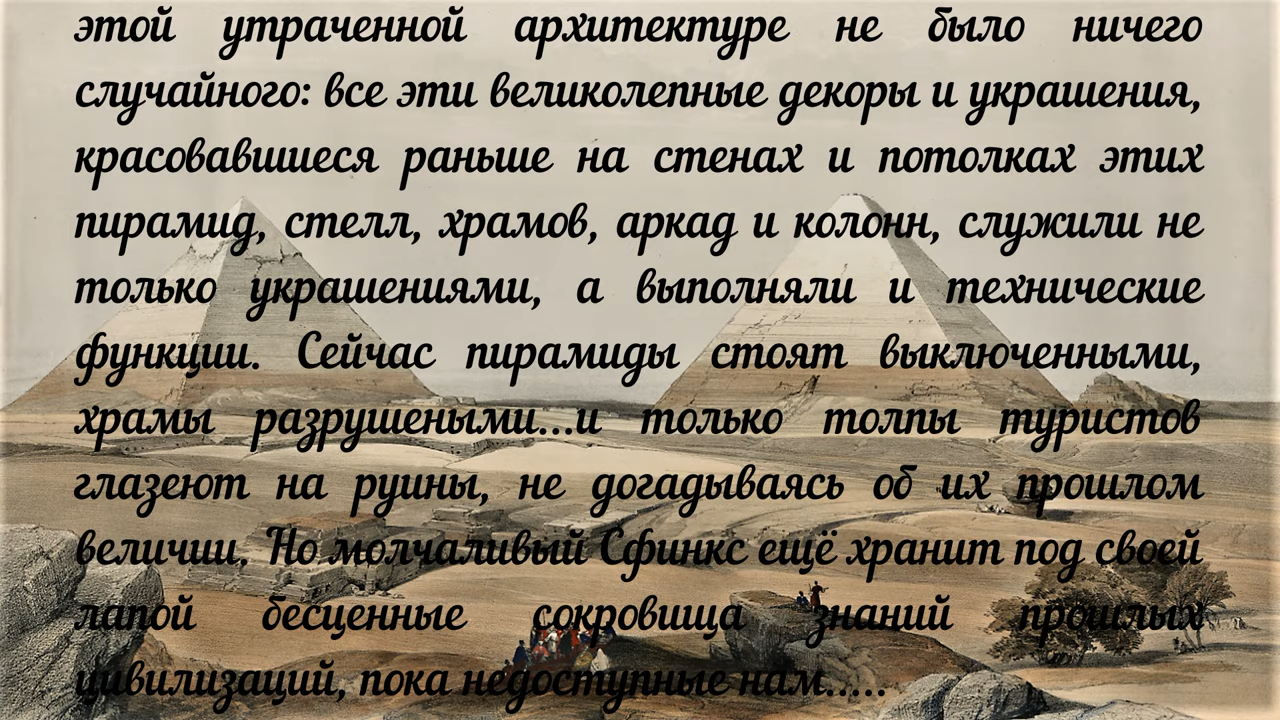 этой утраченной архитектуре не было ничего
случайного: все эти великолепные декоры и украшения,
красовавшиеся раньше на стенах и потолках этих
пирамид, стелл, храмов, аркад и колонн, служили не
только украшениями, а выполняли и технические
функции. Сейчас пирамиды стоят выключенными,
храмы разрушеными...и только толпы туристов
глазеют на руины, не догадываясь об их прошлом
величии. Но молчаливый Сфинкс ещё хранит под своей
лапой бесценные сокровища знаний прошлых
цивилизаций, пока недоступные нам.....